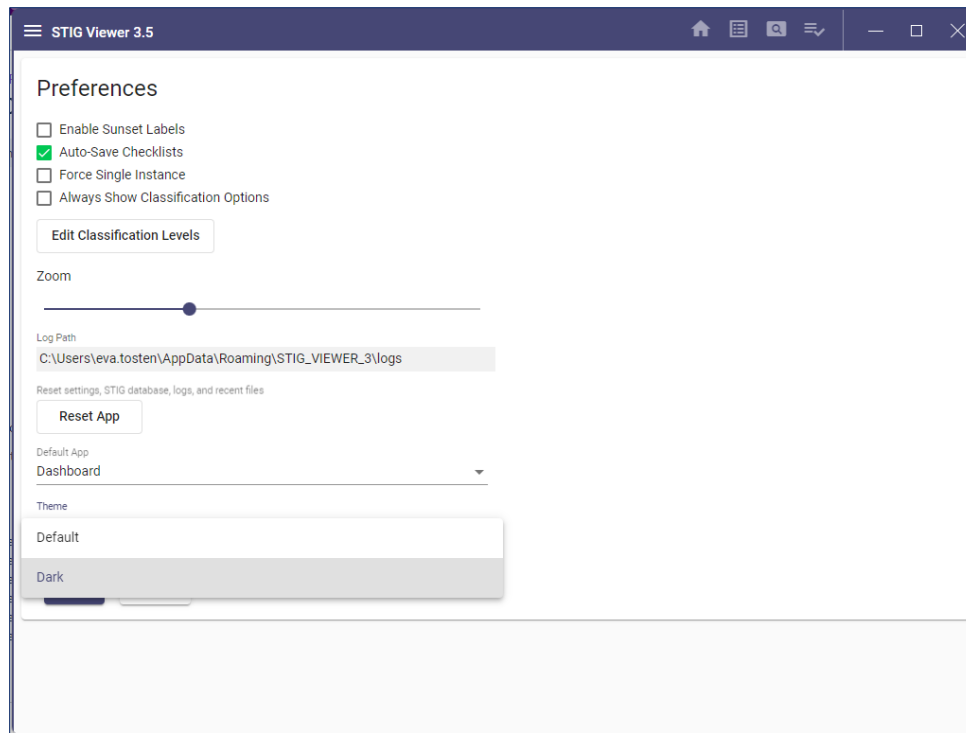 STIG Viewer 3.5
Preferences
Enable Sunset Labels
Auto-Save Checklists
Force Single Instance
Always Show Classification Options
Edit Classification Levels
Zoom
Log Path
C:\Users\eva.tosten\AppData\Roaming\STIG_VIEWER_3\logs
Reset settings, STIG database, logs, and recent files
Reset App
Default App
Dashboard
Theme
Default
Dark